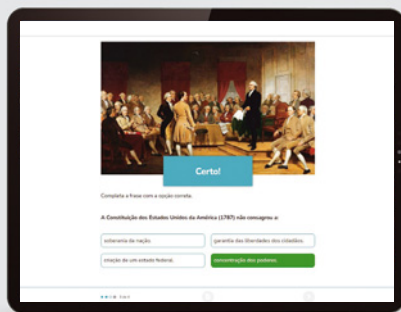 Certo!
Completa a frase com a opção correta.
A Constituição dos Estados Unidos da América (1787) não consagrou a:
soberania da nação.
garantia das liberdades dos cidadãos.
criação de um estado federal.
concentração dos poderes.